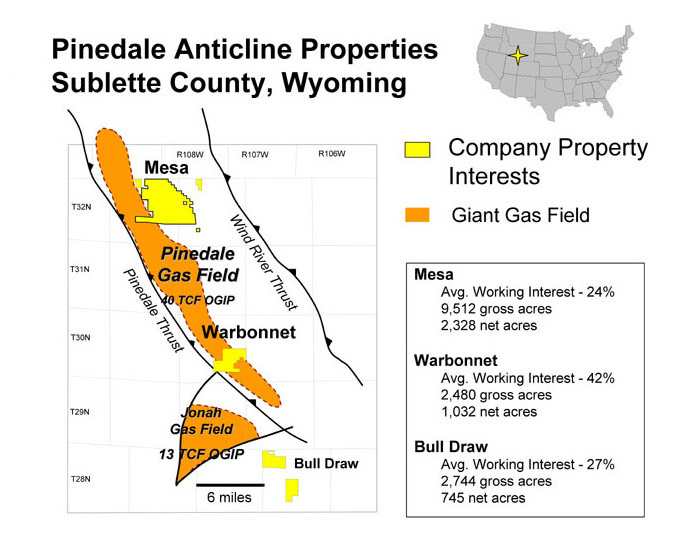 Pinedale Anticline Properties
Sublette County, Wyoming
Company Property
Interests
Giant Gas Field
R108W
R107W
R106W
Mesa
T32N
Wind River Thrust
Pinedale
Gas Field
T31N
Pinedale Thrust
40 TCF OGIP
T30N
Warbonnet
T29N
Jonah
Gas Field
13 TCF OGIP
Bull Draw
T28N
6 miles
Mesa
Avg. Working Interest - 24%
9,512 gross acres
2,328 net acres
Warbonnet
Avg. Working Interest - 42%
2,480 gross acres
1,032 net acres
Bull Draw
Avg. Working Interest - 27%
2,744 gross acres
745 net acres